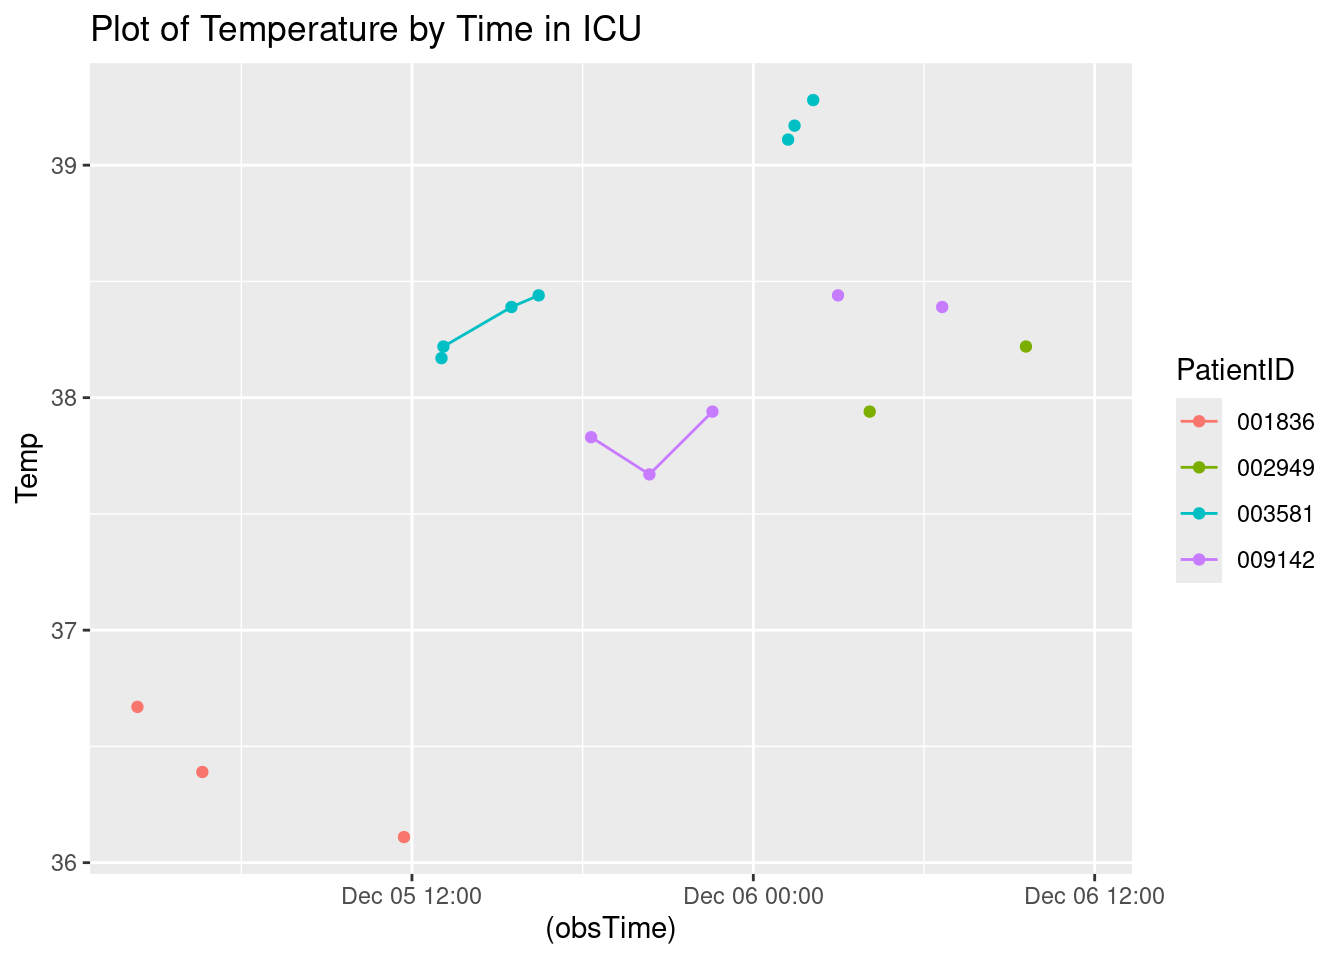 Plot of Temperature by Time in ICU
39
38
37
36
Temp
Dec 05 12:00
Dec 06 00:00
Dec 06 12:00
(obsTime)
PatientID
001836
002949
003581
009142